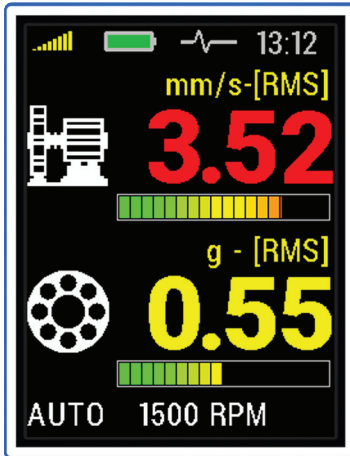 13:12
mm/s-[RMS]
3.52
g - [RMS]
0.55
AUTO 1500 RPM